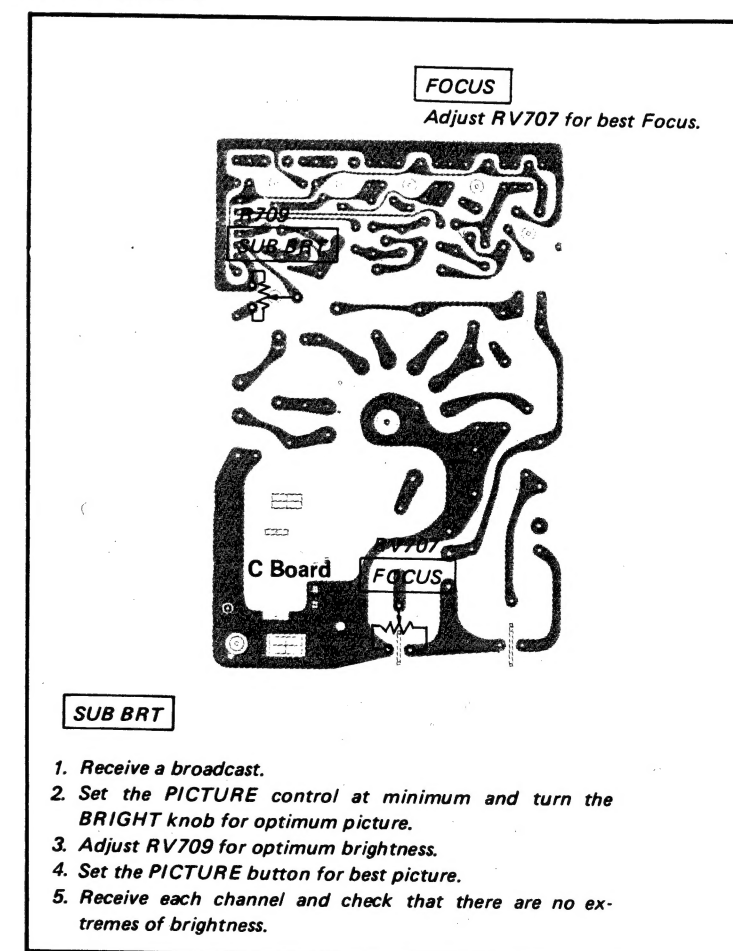 FOCUS
Adjust RV707 for best Focus.
R709
SUB BRT
RV707
C Board
FOCUS
SUB BRT
1. Receive a broadcast.
2. Set the PICTURE control at minimum and turn the
BRIGHT knob for optimum picture.
3. Adjust RV709 for optimum brightness.
4. Set the PICTURE button for best picture.
5. Receive each channel and check that there are no ex-
tremes of brightness.